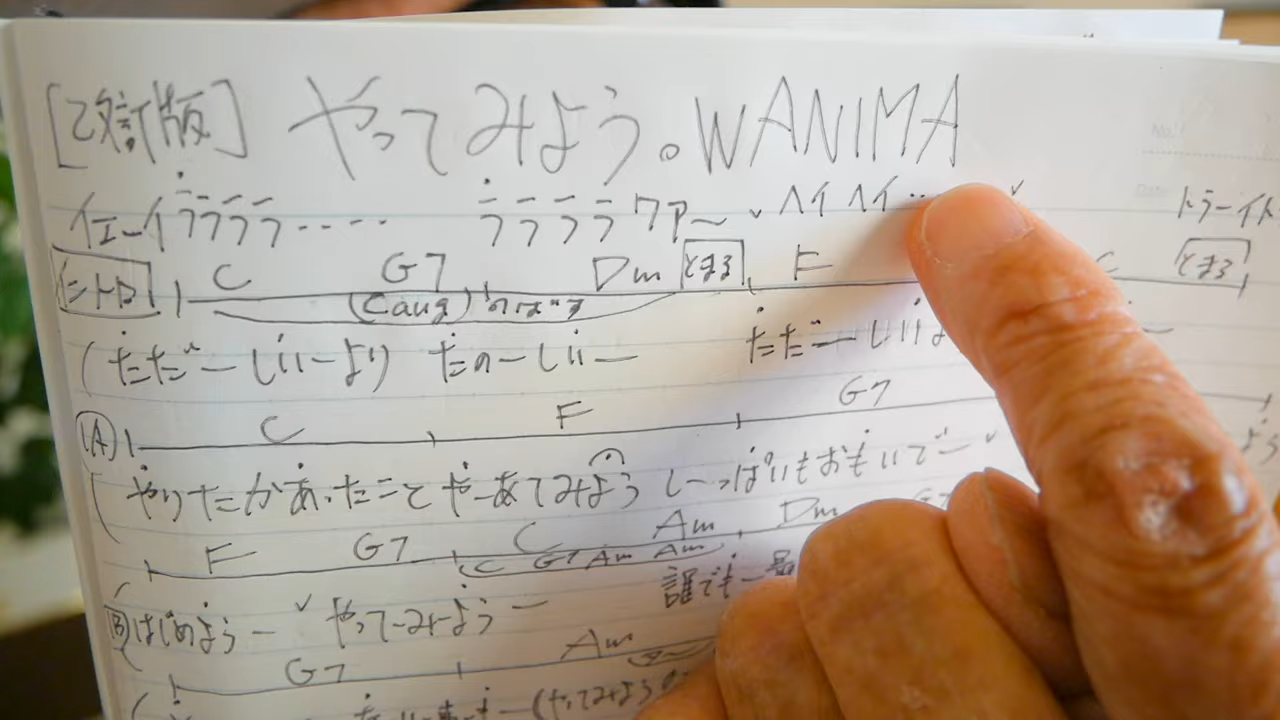 [改訂版] やってみよう。WANIMA
イェーイララララ‥‥ ララララワァ〜 ✓ ヘイ ヘイ‥ ✓ トラーイト
イントロ C G7 Dm とまる F C とまる
(Caug)
(ただーしいーより たのーしいー ただーしいよ
(A) C F G7
(やりたかあ・たこと やーあてみよう しーっぱいもおもいでー ✓
F G7 C Am Dm G7
C G7 Am Am
(B) はじめよう— ✓ やってーみーよう— 誰でも一最
G7 Am